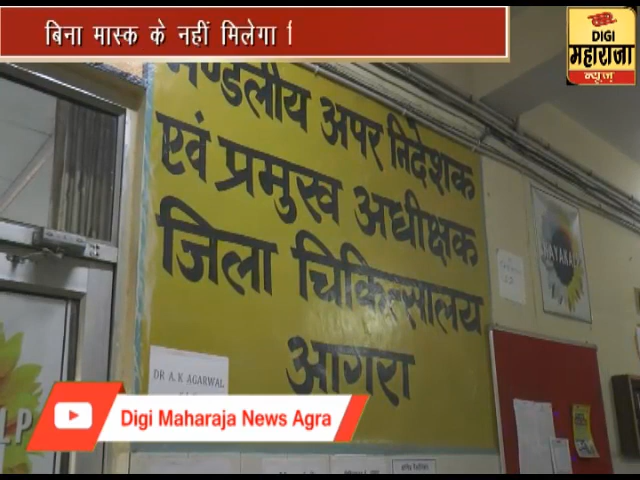 बिना मास्क के नहीं मिलेगा
DIGI
महाराजा
न्यूज़
मण्डलीय अपर निदेशक
एवं प्रमुख अधीक्षक
जिला चिकित्सालय
आगरा
DR A.K AGARWAL
LP
Digi Maharaja News Agra